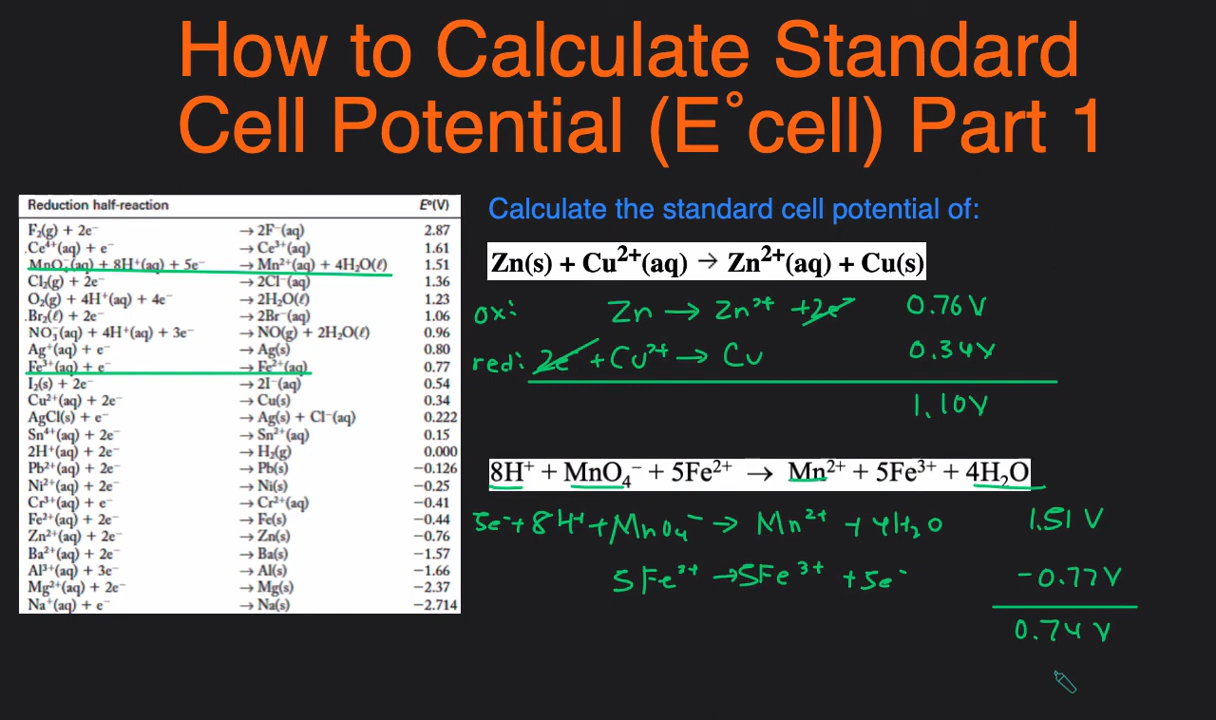 How to Calculate Standard
Cell Potential (E°cell) Part 1
Reduction half-reaction E°(V)
F₂(g) + 2e⁻ → 2F⁻(aq) 2.87
Ce⁴⁺(aq) + e⁻ → Ce³⁺(aq) 1.61
MnO₄⁻(aq) + 8H⁺(aq) + 5e⁻ → Mn²⁺(aq) + 4H₂O(ℓ) 1.51
Cl₂(g) + 2e⁻ → 2Cl⁻(aq) 1.36
O₂(g) + 4H⁺(aq) + 4e⁻ → 2H₂O(ℓ) 1.23
Br₂(ℓ) + 2e⁻ → 2Br⁻(aq) 1.06
NO₃⁻(aq) + 4H⁺(aq) + 3e⁻ → NO(g) + 2H₂O(ℓ) 0.96
Ag⁺(aq) + e⁻ → Ag(s) 0.80
Fe³⁺(aq) + e⁻ → Fe²⁺(aq) 0.77
I₂(s) + 2e⁻ → 2I⁻(aq) 0.54
Cu²⁺(aq) + 2e⁻ → Cu(s) 0.34
AgCl(s) + e⁻ → Ag(s) + Cl⁻(aq) 0.222
Sn⁴⁺(aq) + 2e⁻ → Sn²⁺(aq) 0.15
2H⁺(aq) + 2e⁻ → H₂(g) 0.000
Pb²⁺(aq) + 2e⁻ → Pb(s) −0.126
Ni²⁺(aq) + 2e⁻ → Ni(s) −0.25
Cr³⁺(aq) + e⁻ → Cr²⁺(aq) −0.41
Fe²⁺(aq) + 2e⁻ → Fe(s) −0.44
Zn²⁺(aq) + 2e⁻ → Zn(s) −0.76
Ba²⁺(aq) + 2e⁻ → Ba(s) −1.57
Al³⁺(aq) + 3e⁻ → Al(s) −1.66
Mg²⁺(aq) + 2e⁻ → Mg(s) −2.37
Na⁺(aq) + e⁻ → Na(s) −2.714
Calculate the standard cell potential of:
Zn(s) + Cu²⁺(aq) → Zn²⁺(aq) + Cu(s)
ox: Zn → Zn²⁺ + 2e⁻ 0.76 V
red: 2e⁻ + Cu²⁺ → Cu 0.34 V
1.10 V
8H⁺ + MnO₄⁻ + 5Fe²⁺ → Mn²⁺ + 5Fe³⁺ + 4H₂O
5e⁻ + 8H⁺ + MnO₄⁻ → Mn²⁺ + 4H₂O 1.51 V
5Fe²⁺ → 5Fe³⁺ + 5e⁻ -0.77 V
0.74 V